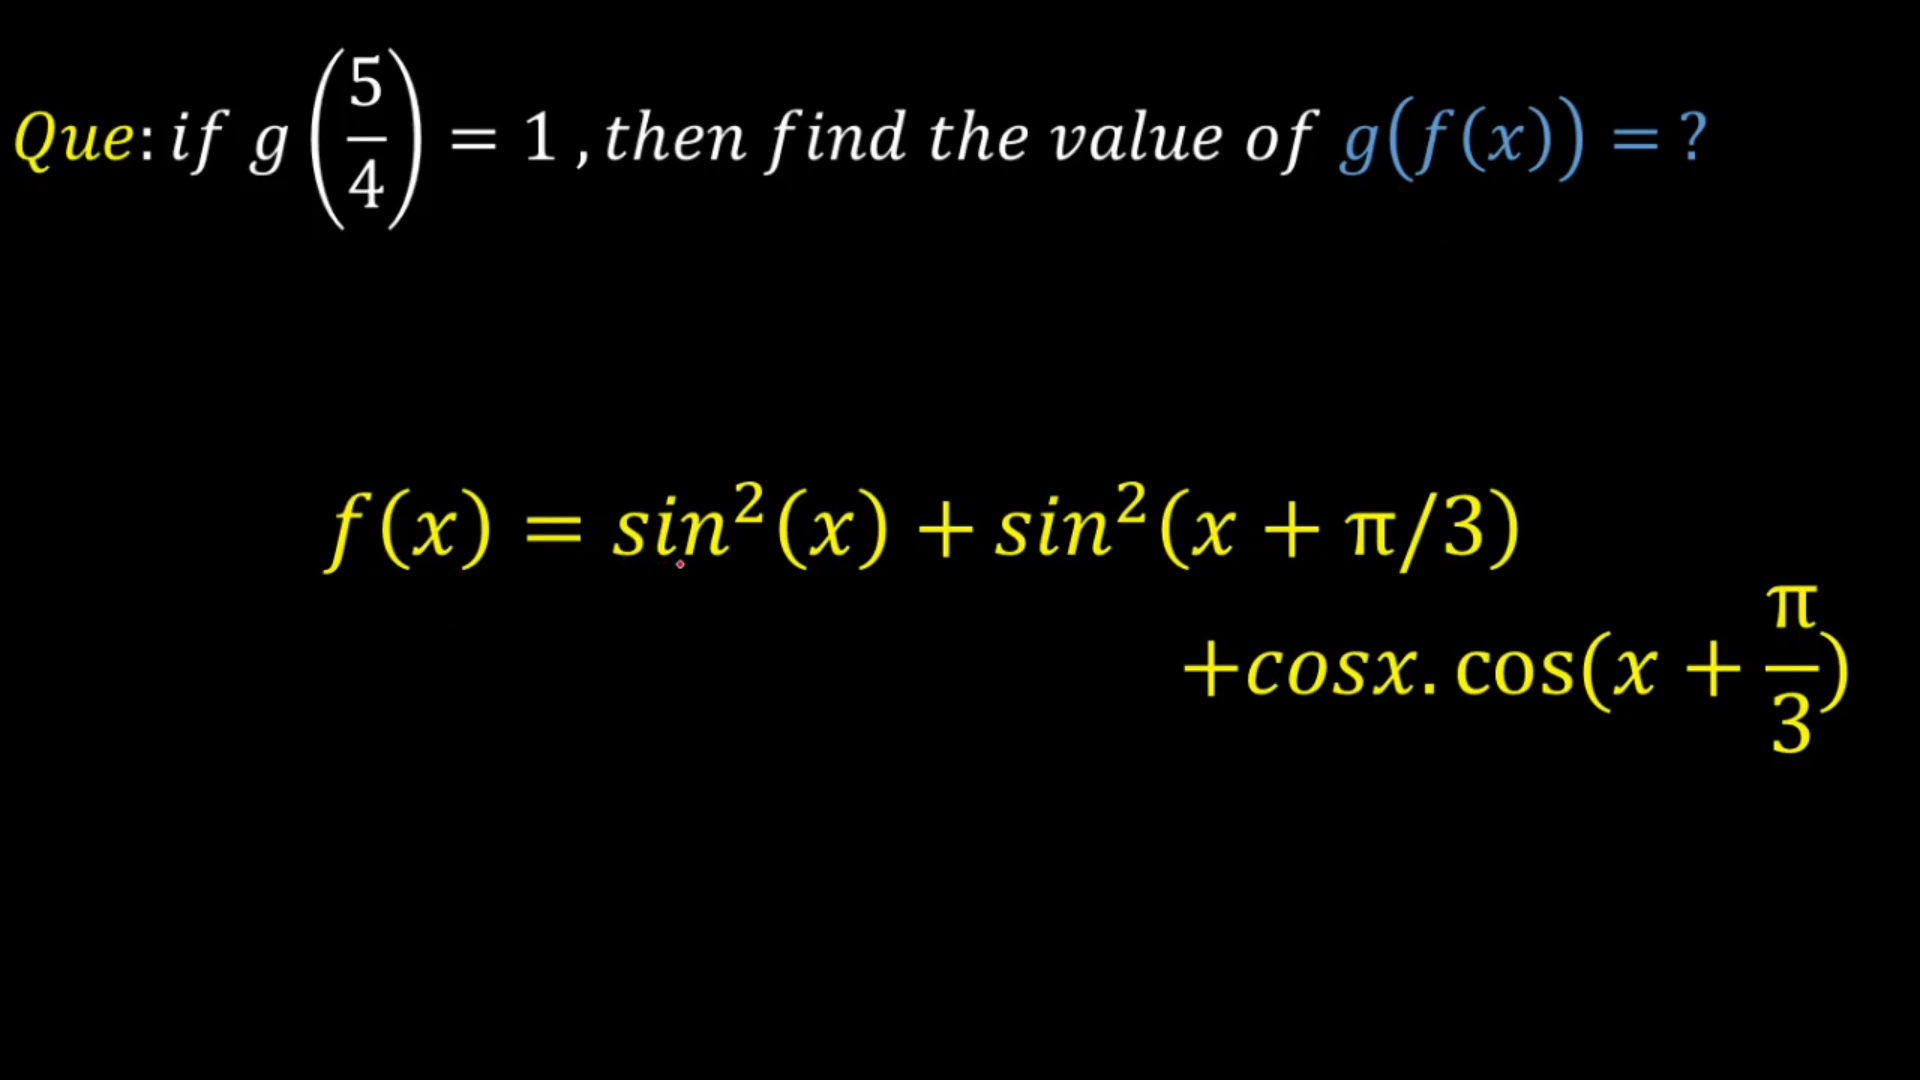 Que: if g(5/4) = 1 , then find the value of g(f(x)) = ?
f(x) = sin²(x) + sin²(x + π/3)
+cosx. cos(x + π/3)